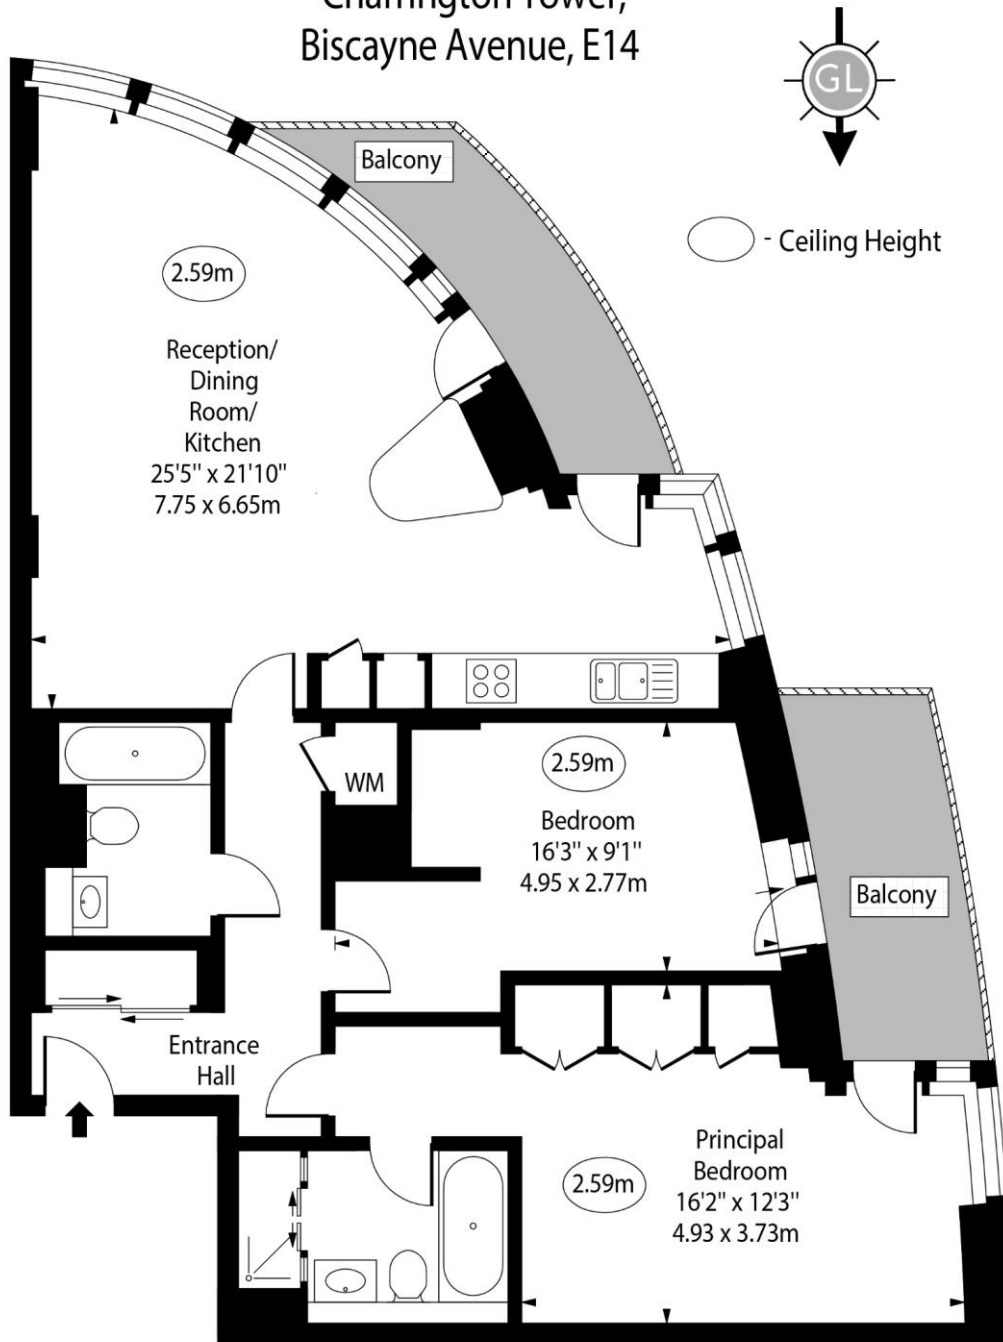 Charrington Tower,
Biscayne Avenue, E14
GL
Balcony
- Ceiling Height
2.59m
Reception/
Dining
Room/
Kitchen
25'5" x 21'10"
7.75 x 6.65m
WM
2.59m
Bedroom
16'3" x 9'1"
4.95 x 2.77m
Balcony
Entrance
Hall
Principal
Bedroom
16'2" x 12'3"
4.93 x 3.73m
2.59m